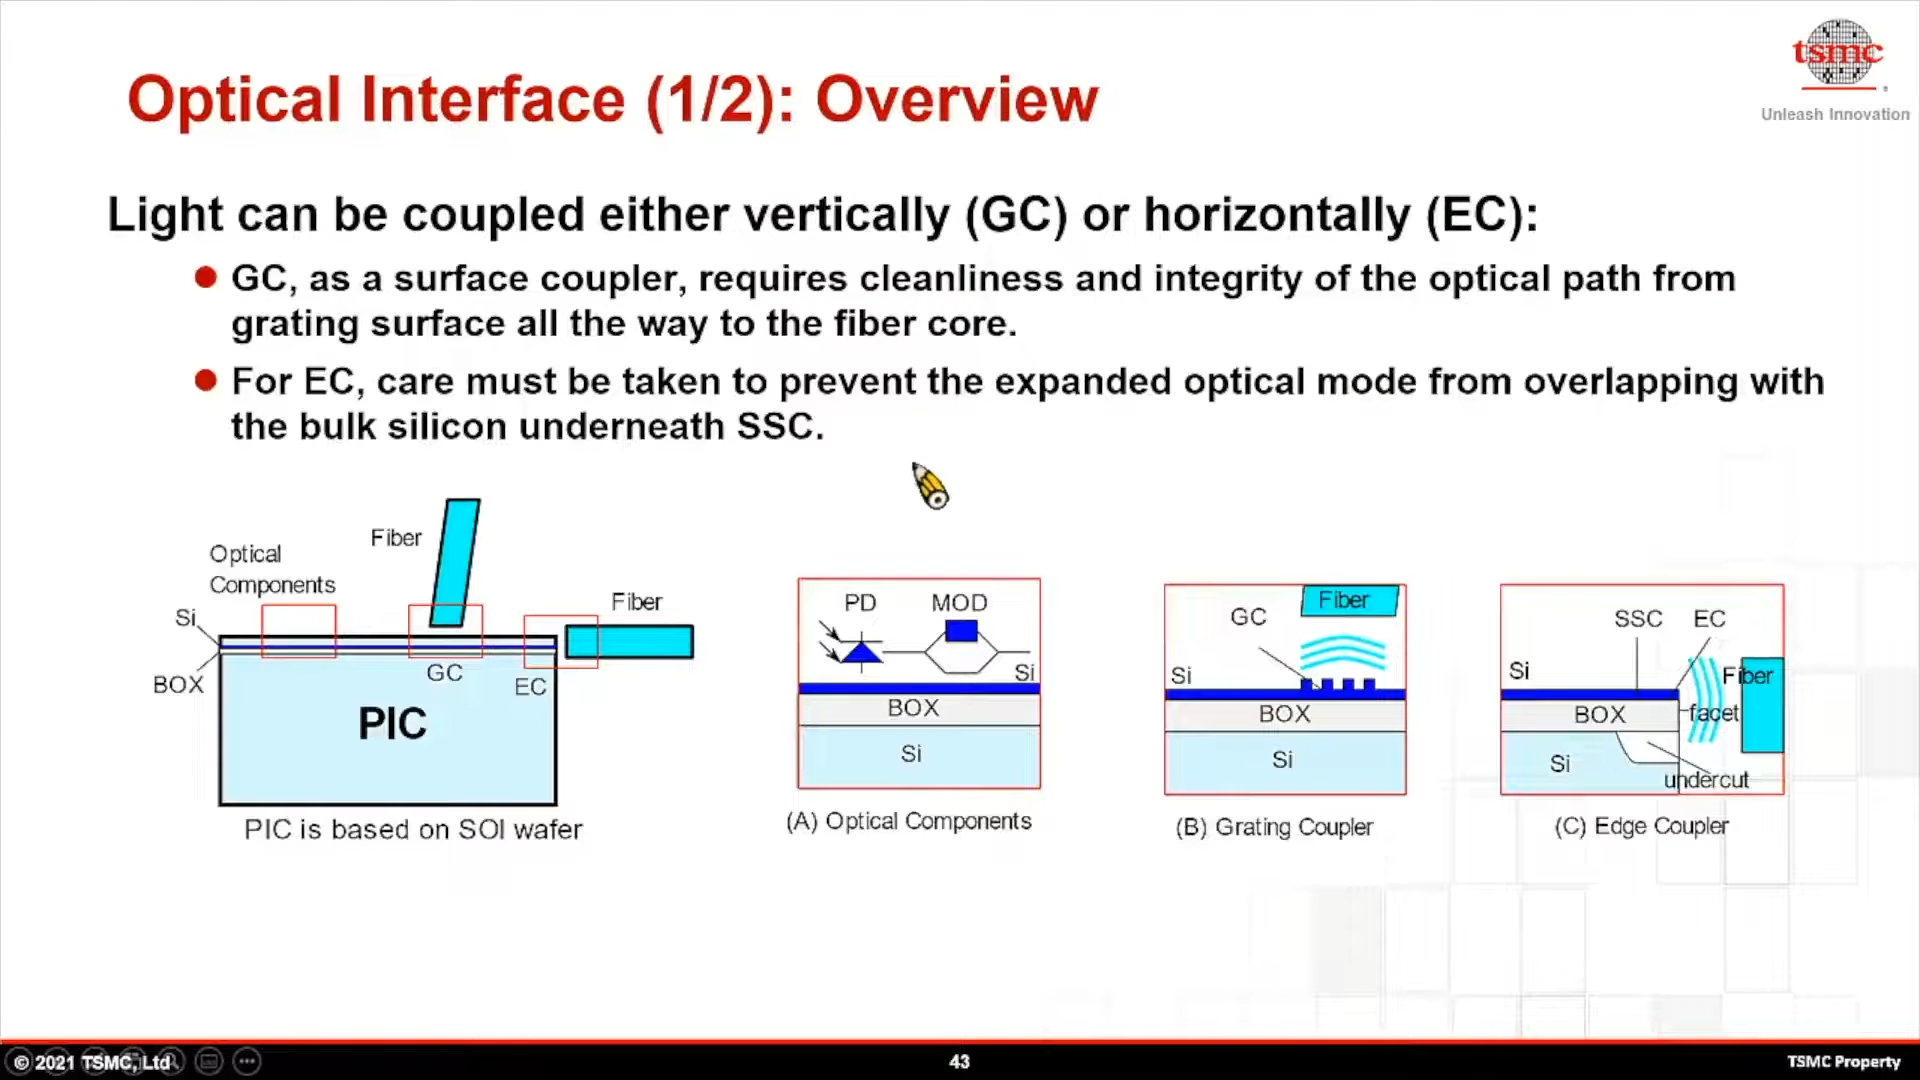 tsmc
Unleash Innovation
Optical Interface (1/2): Overview
Light can be coupled either vertically (GC) or horizontally (EC):
GC, as a surface coupler, requires cleanliness and integrity of the optical path from
grating surface all the way to the fiber core.
For EC, care must be taken to prevent the expanded optical mode from overlapping with
the bulk silicon underneath SSC.
Optical
Components
Fiber
Fiber
Si
BOX
GC
EC
PIC
PIC is based on SOI wafer
PD
MOD
Si
BOX
Si
(A) Optical Components
GC
Fiber
Si
BOX
Si
(B) Grating Coupler
SSC
EC
Si
Fiber
BOX
facet
Si
undercut
(C) Edge Coupler
© 2021 TSMC, Ltd
43
TSMC Property